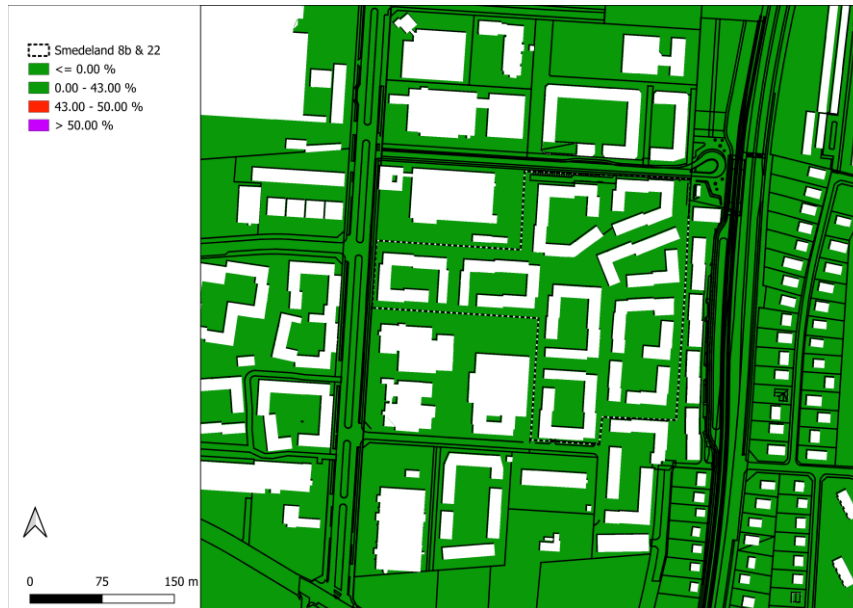 Smedeland 8b & 22
<= 0.00 %
0.00 - 43.00 %
43.00 - 50.00 %
> 50.00 %
0 75 150 m